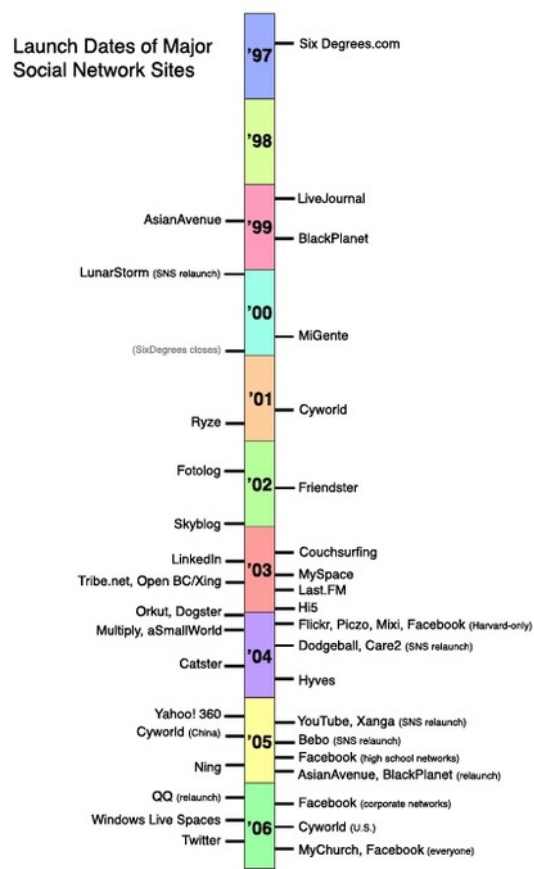 Launch Dates of Major
Social Network Sites
'97
Six Degrees.com
'98
LiveJournal
AsianAvenue
'99
BlackPlanet
LunarStorm (SNS relaunch)
'00
MiGente
(SixDegrees closes)
'01
Cyworld
Ryze
Fotolog
'02
Friendster
Skyblog
Couchsurfing
LinkedIn
'03
MySpace
Tribe.net, Open BC/Xing
Last.FM
Hi5
Orkut, Dogster
Flickr, Piczo, Mixi, Facebook (Harvard-only)
Multiply, aSmallWorld
Dodgeball, Care2 (SNS relaunch)
'04
Catster
Hyves
Yahoo! 360
YouTube, Xanga (SNS relaunch)
Cyworld (China)
'05
Bebo (SNS relaunch)
Facebook (high school networks)
Ning
AsianAvenue, BlackPlanet (relaunch)
QQ (relaunch)
Facebook (corporate networks)
Windows Live Spaces
'06
Cyworld (U.S.)
Twitter
MyChurch, Facebook (everyone)